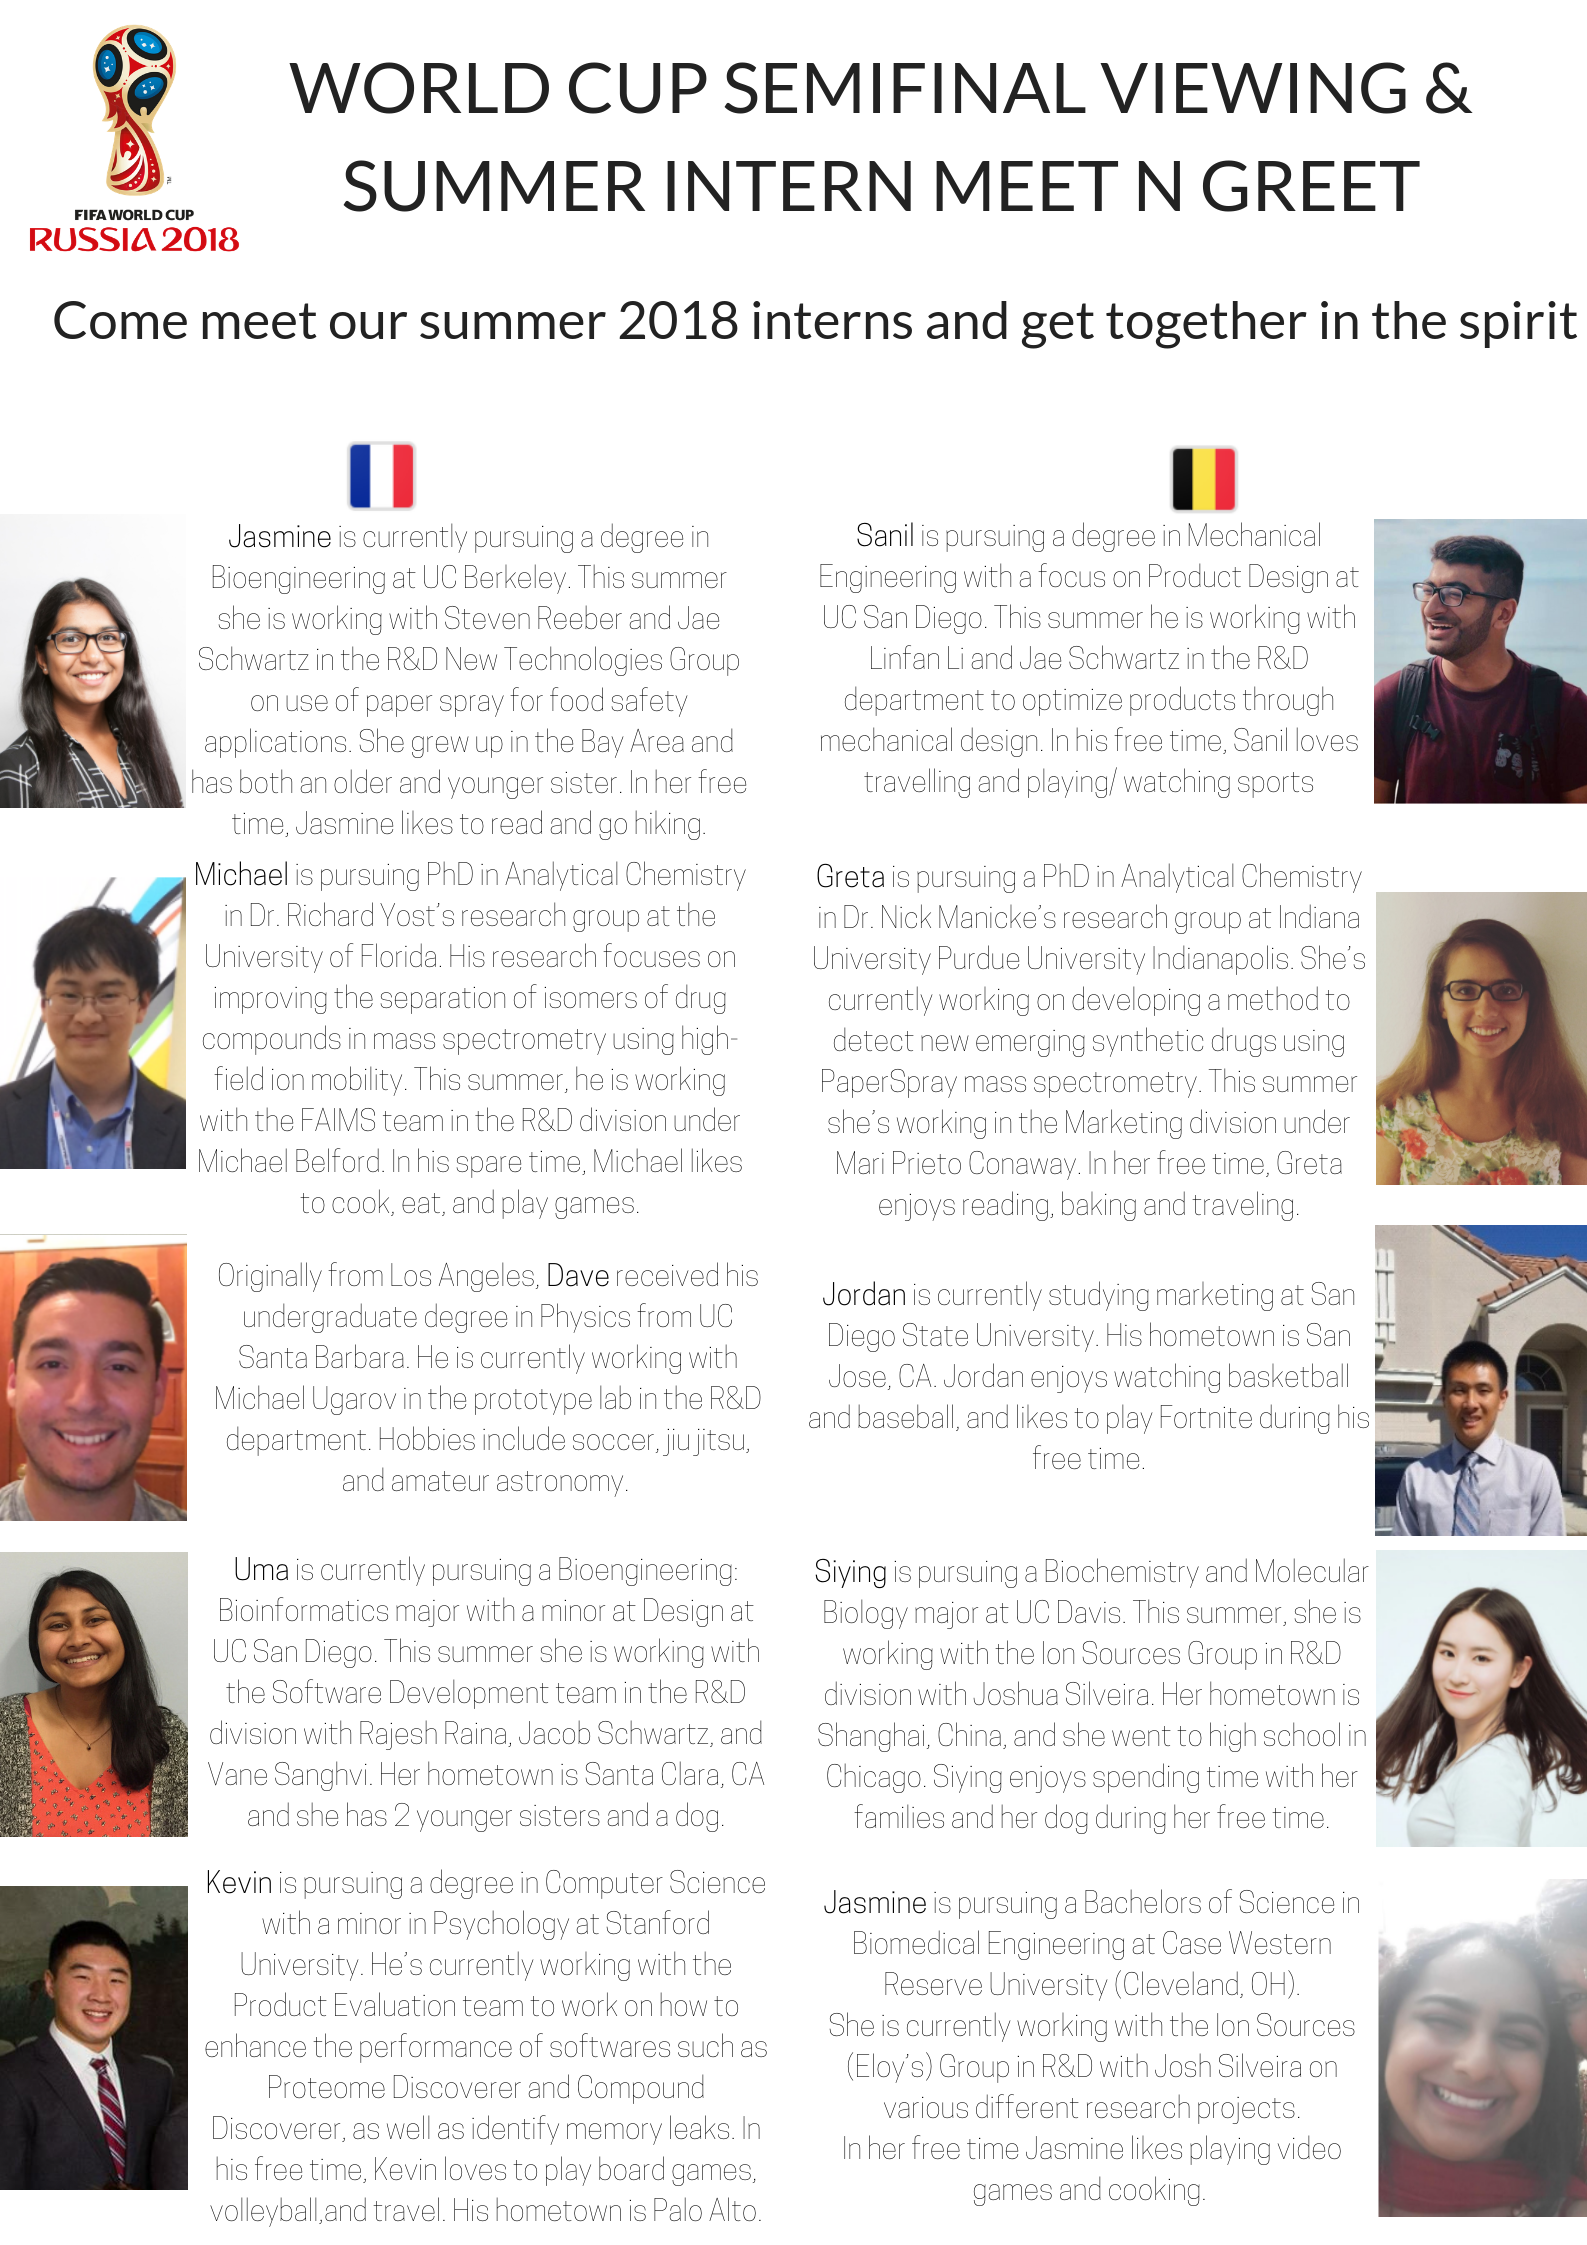 WORLD CUP SEMIFINAL VIEWING &
SUMMER INTERN MEET N GREET
FIFA WORLD CUP
RUSSIA 2018
Come meet our summer 2018 interns and get together in the spirit
Jasmine is currently pursuing a degree in
Bioengineering at UC Berkeley. This summer
she is working with Steven Reeber and Jae
Schwartz in the R&D New Technologies Group
on use of paper spray for food safety
applications. She grew up in the Bay Area and
has both an older and younger sister. In her free
time, Jasmine likes to read and go hiking.
Michael is pursuing PhD in Analytical Chemistry
in Dr. Richard Yost's research group at the
University of Florida. His research focuses on
improving the separation of isomers of drug
compounds in mass spectrometry using high-
field ion mobility. This summer, he is working
with the FAIMS team in the R&D division under
Michael Belford. In his spare time, Michael likes
to cook, eat, and play games.
Originally from Los Angeles, Dave received his
undergraduate degree in Physics from UC
Santa Barbara. He is currently working with
Michael Ugarov in the prototype lab in the R&D
department. Hobbies include soccer, jiu jitsu,
and amateur astronomy.
Uma is currently pursuing a Bioengineering:
Bioinformatics major with a minor at Design at
UC San Diego. This summer she is working with
the Software Development team in the R&D
division with Rajesh Raina, Jacob Schwartz, and
Vane Sanghvi. Her hometown is Santa Clara, CA
and she has 2 younger sisters and a dog.
Kevin is pursuing a degree in Computer Science
with a minor in Psychology at Stanford
University. He's currently working with the
Product Evaluation team to work on how to
enhance the performance of softwares such as
Proteome Discoverer and Compound
Discoverer, as well as identify memory leaks. In
his free time, Kevin loves to play board games,
volleyball,and travel. His hometown is Palo Alto.
Sanil is pursuing a degree in Mechanical
Engineering with a focus on Product Design at
UC San Diego. This summer he is working with
Linfan Li and Jae Schwartz in the R&D
department to optimize products through
mechanical design. In his free time, Sanil loves
travelling and playing/ watching sports
Greta is pursuing a PhD in Analytical Chemistry
in Dr. Nick Manicke's research group at Indiana
University Purdue University Indianapolis. She's
currently working on developing a method to
detect new emerging synthetic drugs using
PaperSpray mass spectrometry. This summer
she's working in the Marketing division under
Mari Prieto Conaway. In her free time, Greta
enjoys reading, baking and traveling.
Jordan is currently studying marketing at San
Diego State University. His hometown is San
Jose, CA. Jordan enjoys watching basketball
and baseball, and likes to play Fortnite during his
free time.
Siying is pursuing a Biochemistry and Molecular
Biology major at UC Davis. This summer, she is
working with the Ion Sources Group in R&D
division with Joshua Silveira. Her hometown is
Shanghai, China, and she went to high school in
Chicago. Siying enjoys spending time with her
families and her dog during her free time.
Jasmine is pursuing a Bachelors of Science in
Biomedical Engineering at Case Western
Reserve University (Cleveland, OH).
She is currently working with the Ion Sources
(Eloy's) Group in R&D with Josh Silveira on
various different research projects.
In her free time Jasmine likes playing video
games and cooking.